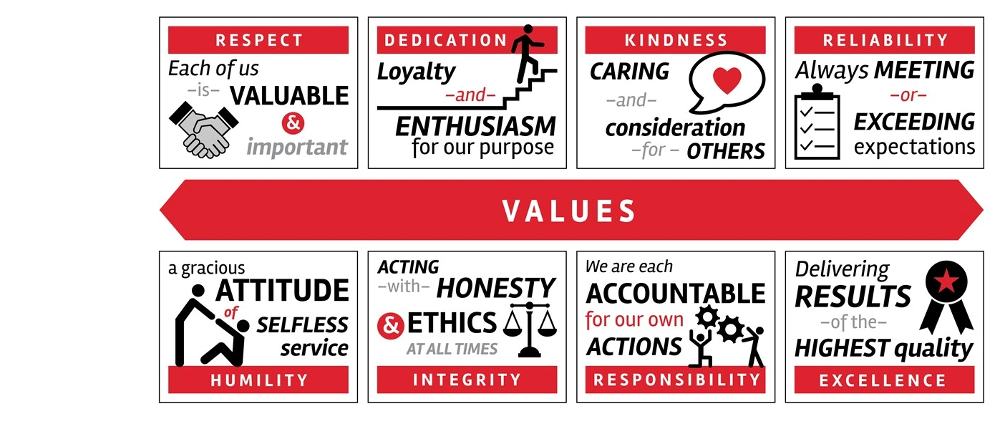 RESPECT
Each of us
–is– VALUABLE
&
important
DEDICATION
Loyalty
–and–
ENTHUSIASM
for our purpose
KINDNESS
CARING
–and–
consideration
–for – OTHERS
RELIABILITY
Always MEETING
–or–
EXCEEDING
expectations
VALUES
a gracious
ATTITUDE
of SELFLESS
service
HUMILITY
ACTING
–with– HONESTY
& ETHICS
AT ALL TIMES
INTEGRITY
We are each
ACCOUNTABLE
for our own
ACTIONS
RESPONSIBILITY
Delivering
RESULTS
–of the–
HIGHEST quality
EXCELLENCE